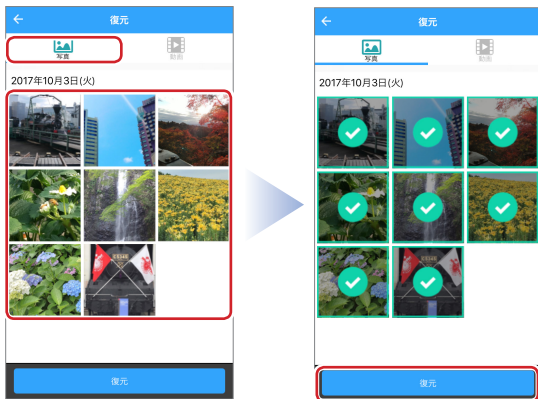 復元
写真
動画
2017年10月3日(火)
復元
復元
写真
動画
2017年10月3日(火)
復元